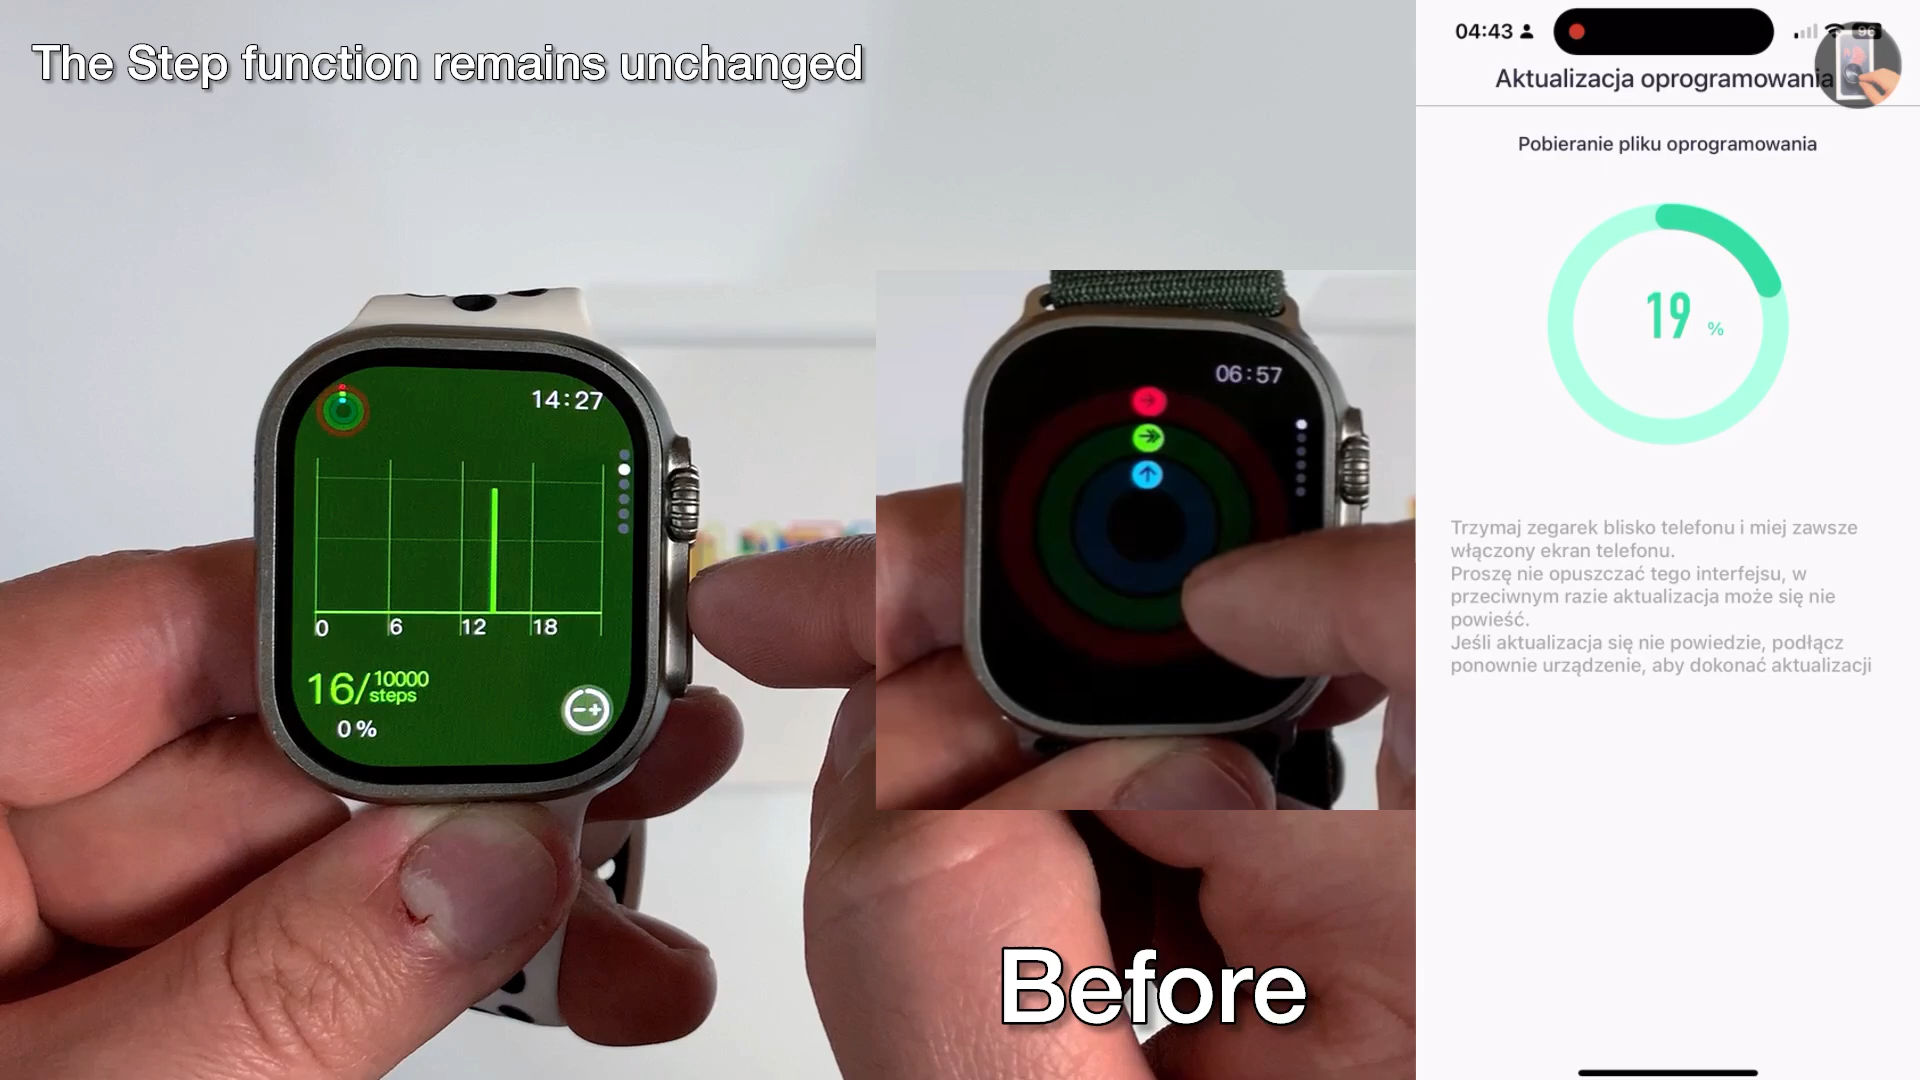 The Step function remains unchanged
14:27
0 6 12 18
16/10000 steps
0 %
06:57
Before
04:43
96
Aktualizacja oprogramowania
Pobieranie pliku oprogramowania
19 %
Trzymaj zegarek blisko telefonu i miej zawsze
włączony ekran telefonu.
Proszę nie opuszczać tego interfejsu, w
przeciwnym razie aktualizacja może się nie
powieść.
Jeśli aktualizacja się nie powiedzie, podłącz
ponownie urządzenie, aby dokonać aktualizacji